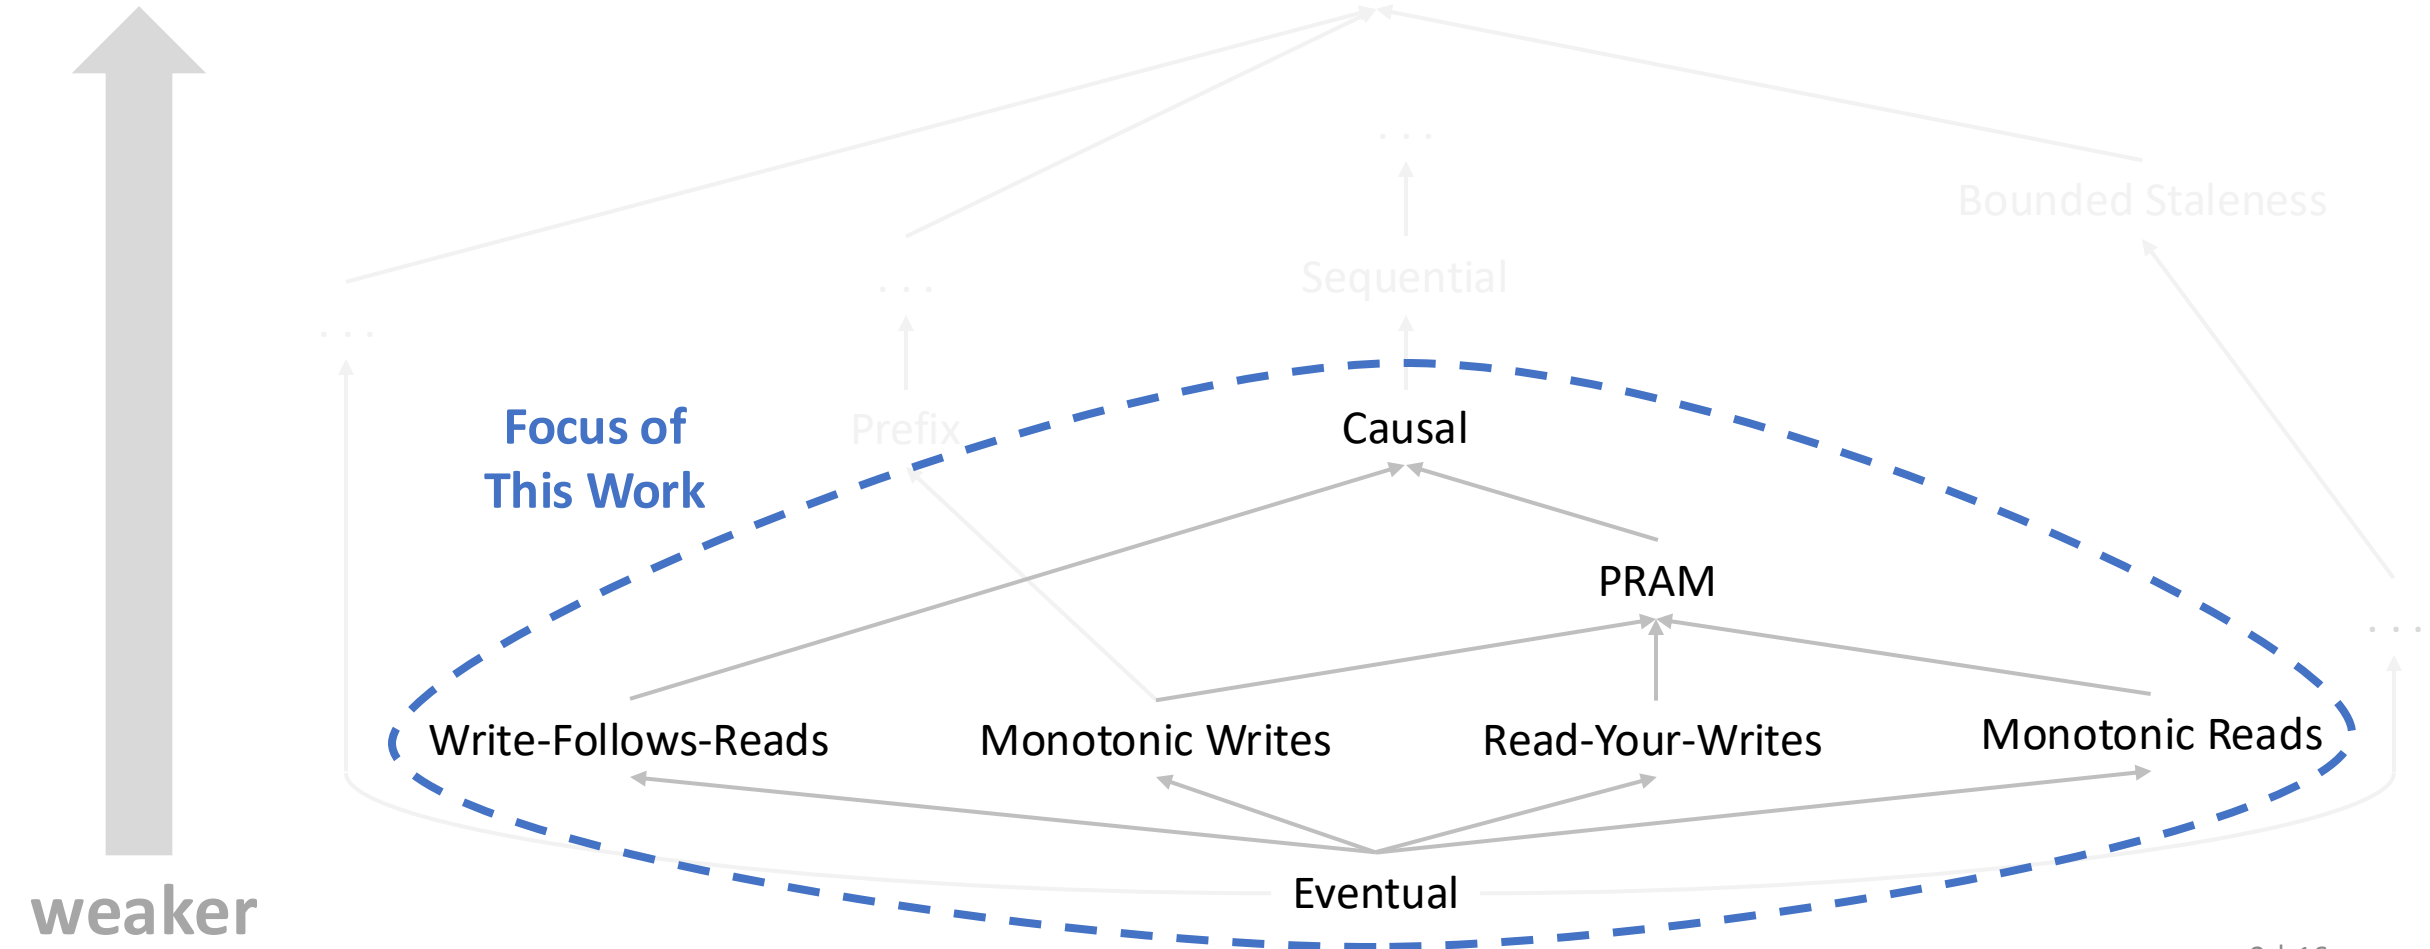 . . .
Bounded Staleness
Sequential
. . .
. . .
Focus of
This Work
Prefix
Causal
PRAM
. . .
Write-Follows-Reads
Monotonic Writes
Read-Your-Writes
Monotonic Reads
Eventual
weaker